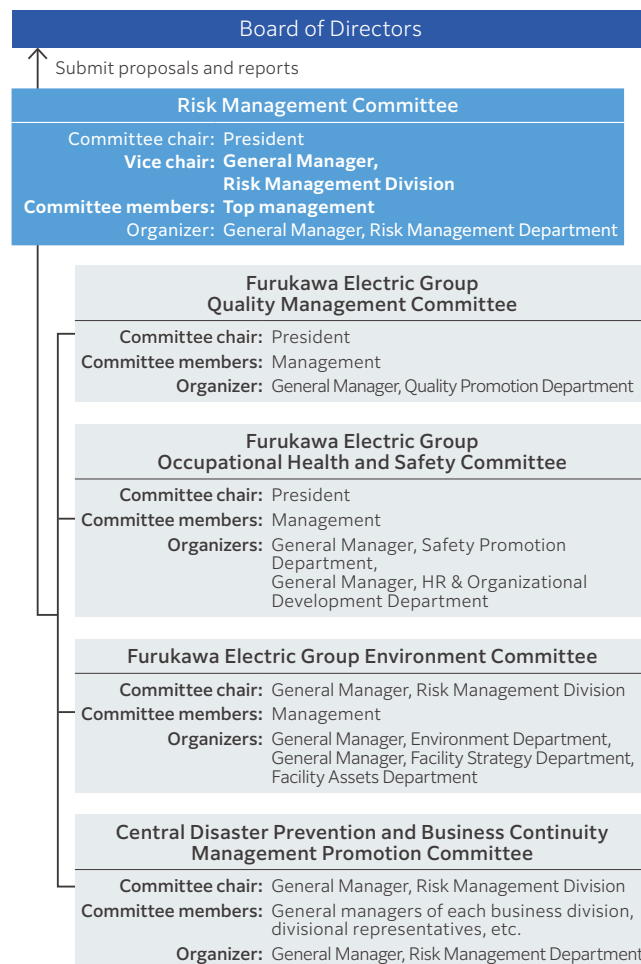 Board of Directors
Submit proposals and reports
Risk Management Committee
Committee chair: President
Vice chair: General Manager,
Risk Management Division
Committee members: Top management
Organizer: General Manager, Risk Management Department
Furukawa Electric Group
Quality Management Committee
Committee chair: President
Committee members: Management
Organizer: General Manager, Quality Promotion Department
Furukawa Electric Group
Occupational Health and Safety Committee
Committee chair: President
Committee members: Management
Organizers: General Manager, Safety Promotion
Department,
General Manager, HR & Organizational
Development Department
Furukawa Electric Group Environment Committee
Committee chair: General Manager, Risk Management Division
Committee members: Management
Organizers: General Manager, Environment Department,
General Manager, Facility Strategy Department,
Facility Assets Department
Central Disaster Prevention and Business Continuity
Management Promotion Committee
Committee chair: General Manager, Risk Management Division
Committee members: General managers of each business division,
divisional representatives, etc.
Organizer: General Manager, Risk Management Department